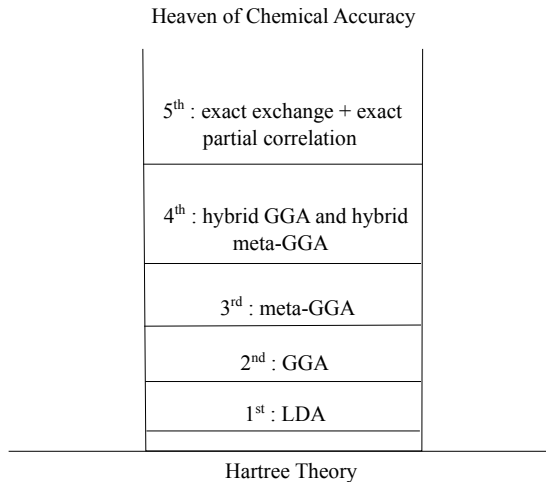 Heaven of Chemical Accuracy
5th : exact exchange + exact
partial correlation
4th : hybrid GGA and hybrid
meta-GGA
3rd : meta-GGA
2nd : GGA
1st : LDA
Hartree Theory